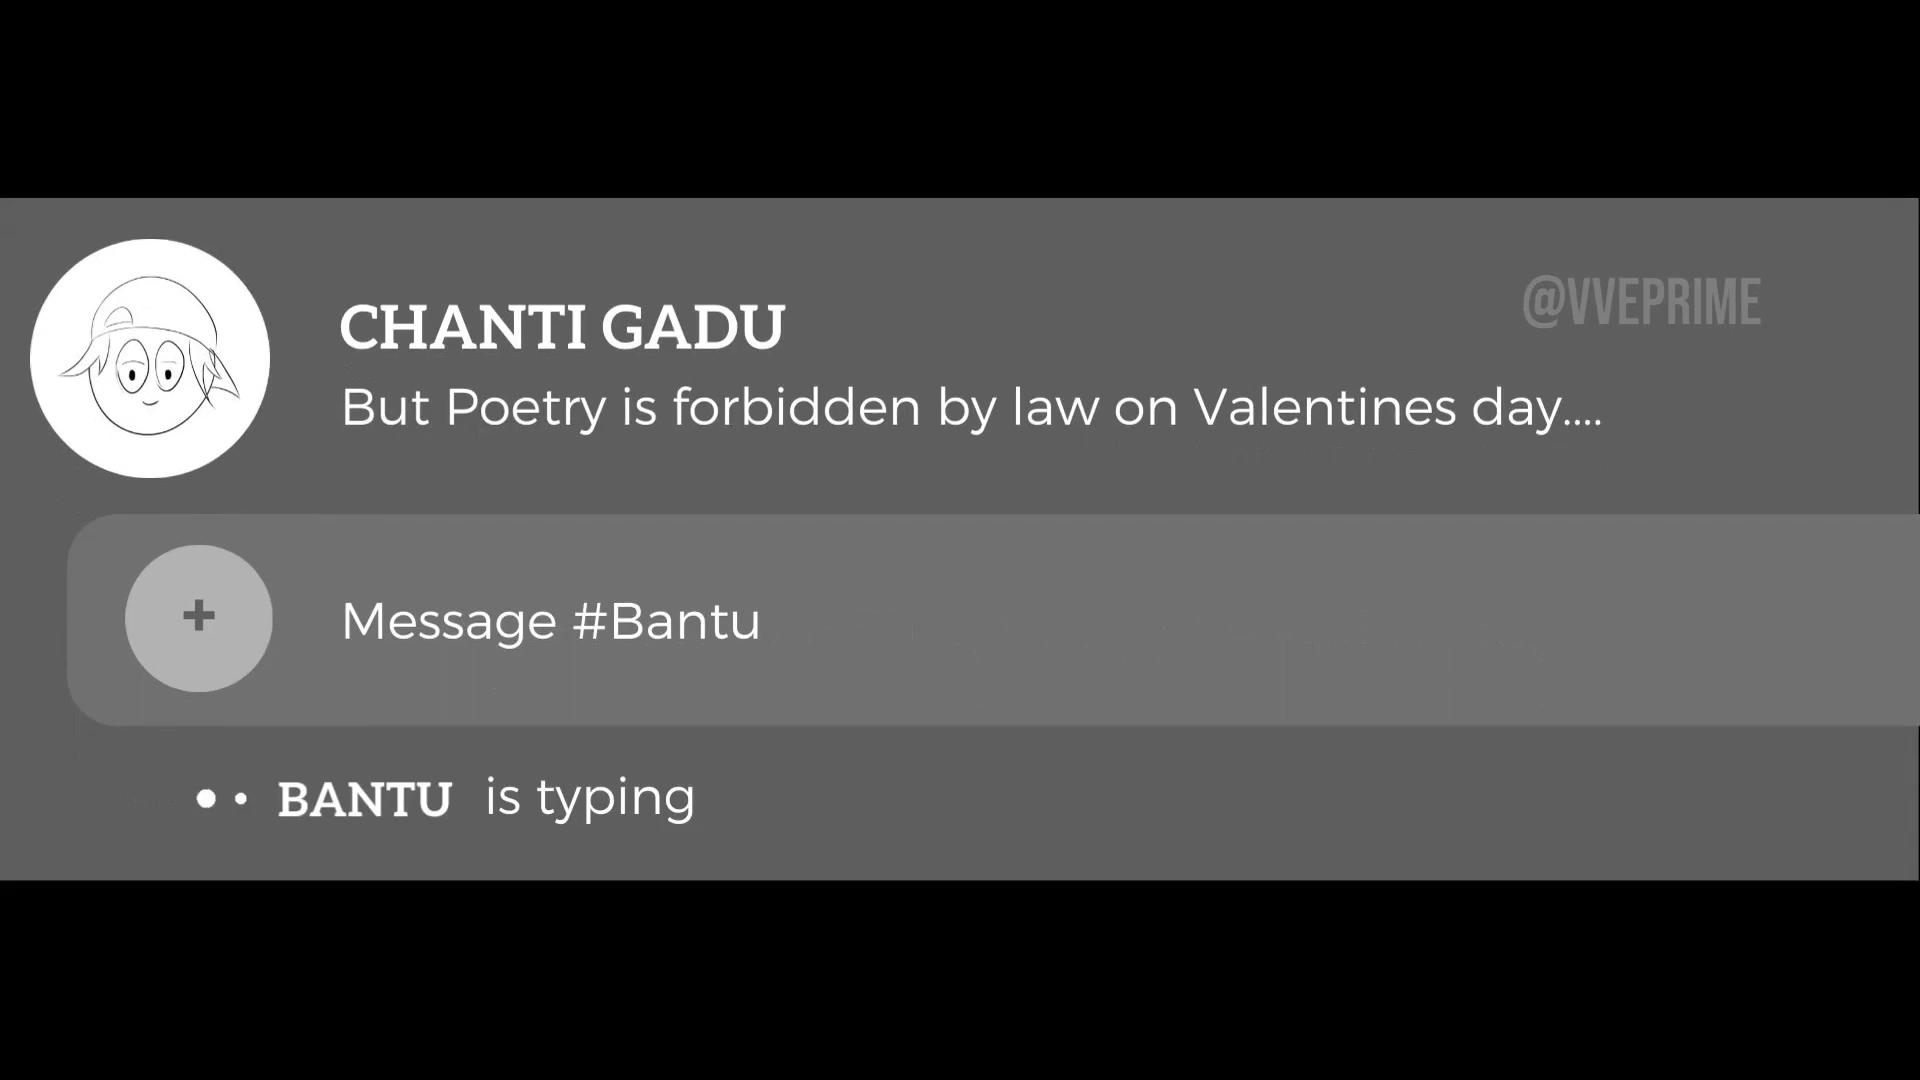 @VVEPRIME
CHANTI GADU
But Poetry is forbidden by law on Valentines day....
+
Message #Bantu
BANTU is typing